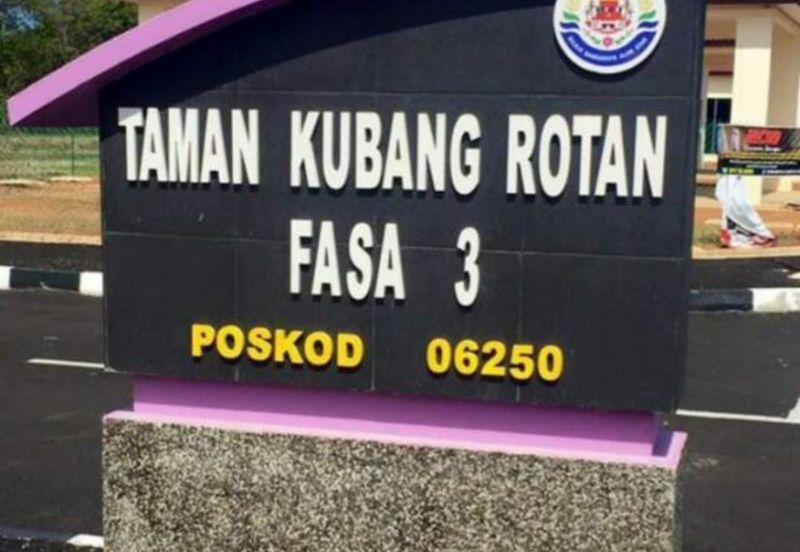 TAMAN KUBANG ROTAN
FASA 3
POSKOD 06250